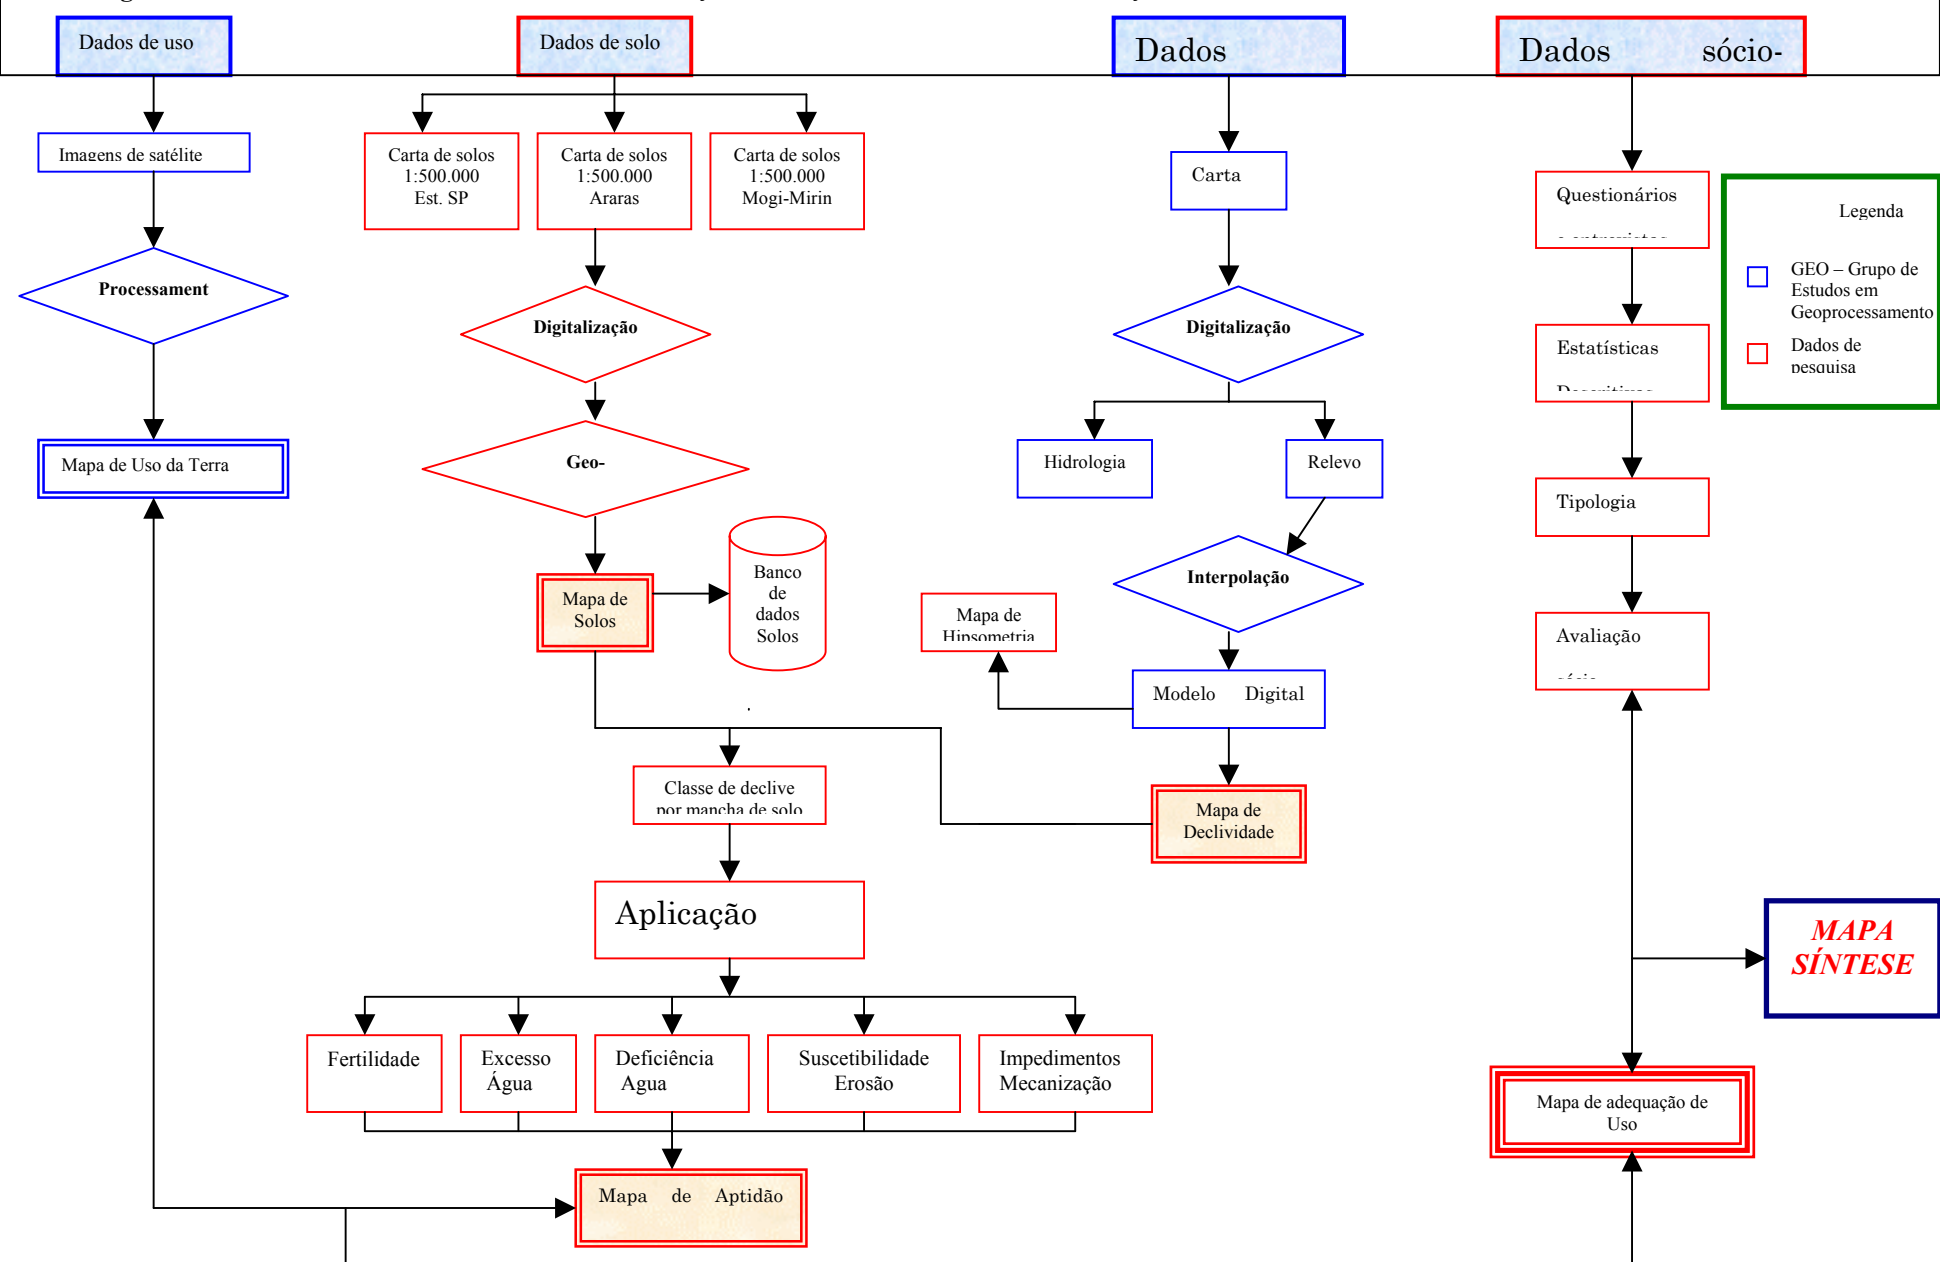 Dados de uso
Dados de solo
Dados
Dados sócio-
Imagens de satélite
Carta de solos
1:500.000
Est. SP
Carta de solos
1:500.000
Araras
Carta de solos
1:500.000
Mogi-Mirin
Carta
Questionários
Legenda
GEO – Grupo de
Estudos em
Geoprocessamento
Dados de
pesquisa
Processament
Digitalização
Digitalização
Estatísticas
Mapa de Uso da Terra
Geo-
Hidrologia
Relevo
Tipologia
Mapa de
Solos
Banco
de
dados
Solos
Interpolação
Mapa de
Hipsometria
Avaliação
Modelo Digital
Classe de declive
por mancha de solo
Mapa de
Declividade
Aplicação
MAPA
SÍNTESE
Fertilidade
Excesso
Água
Deficiência
Agua
Suscetibilidade
Erosão
Impedimentos
Mecanização
Mapa de adequação de
Uso
Mapa de Aptidão